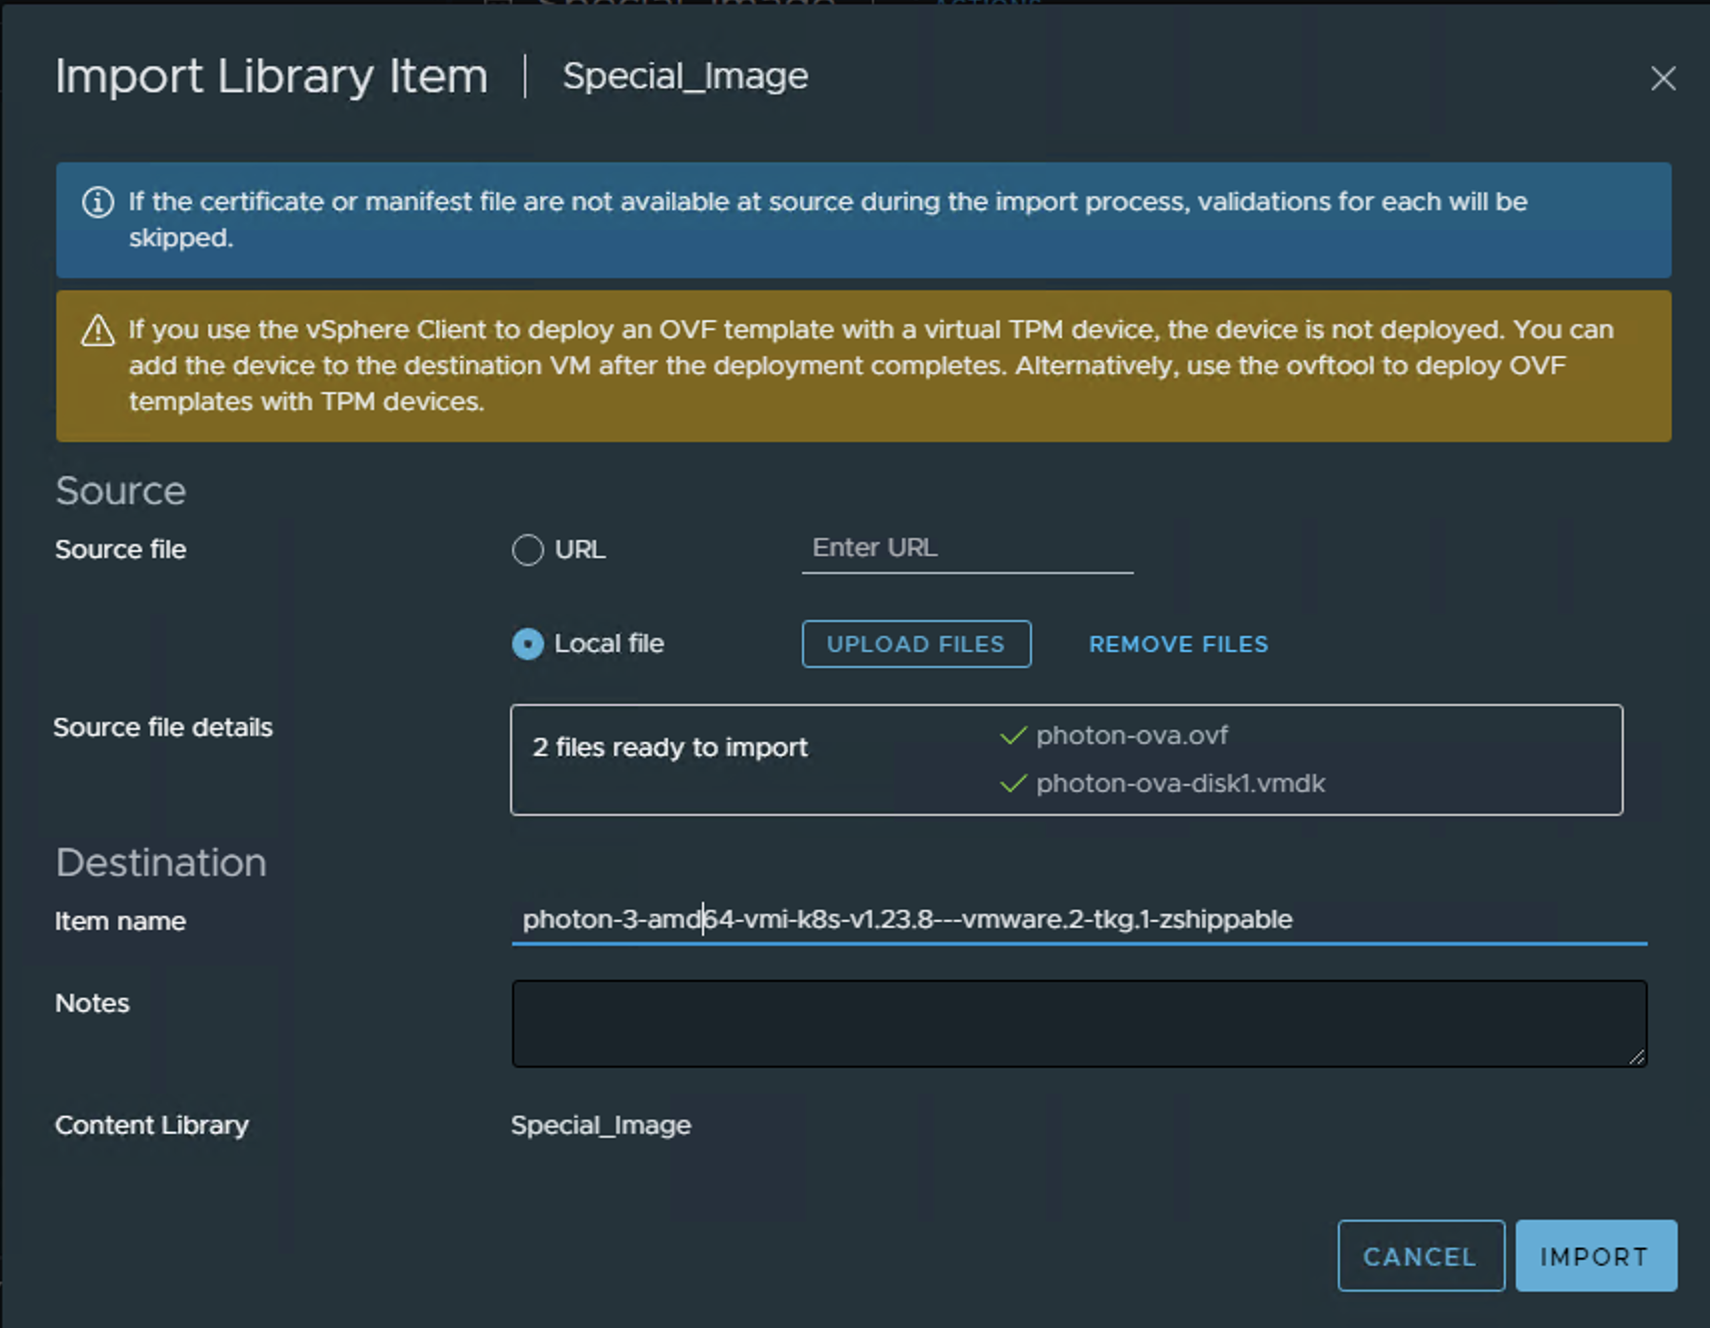 Special_Image ACTIONS
Import Library Item | Special_Image
If the certificate or manifest file are not available at source during the import process, validations for each will be
skipped.
If you use the vSphere Client to deploy an OVF template with a virtual TPM device, the device is not deployed. You can
add the device to the destination VM after the deployment completes. Alternatively, use the ovftool to deploy OVF
templates with TPM devices.
Source
Source file
URL
Enter URL
Local file
UPLOAD FILES
REMOVE FILES
Source file details
2 files ready to import
photon-ova.ovf
photon-ova-disk1.vmdk
Destination
Item name
photon-3-amd64-vmi-k8s-v1.23.8---vmware.2-tkg.1-zshippable
Notes
Content Library
Special_Image
CANCEL
IMPORT